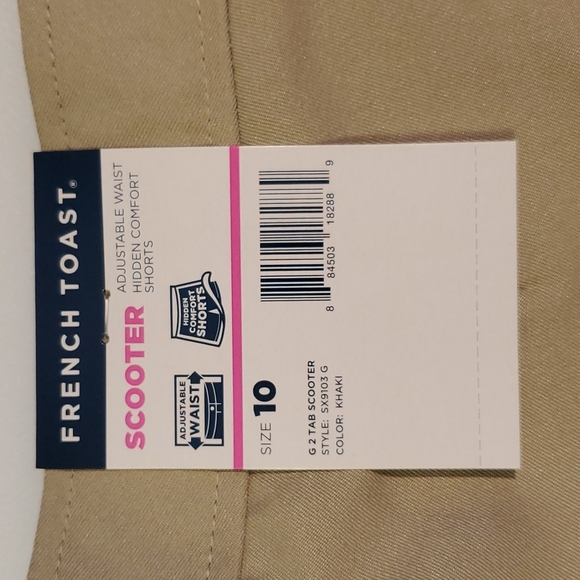 FRENCH TOAST®
SCOOTER
ADJUSTABLE WAIST
HIDDEN COMFORT
SHORTS
ADJUSTABLE
WAIST
HIDDEN
COMFORT
SHORTS
SIZE 10
G 2 TAB SCOOTER
STYLE: SX9103 G
COLOR: KHAKI
8 84503 18288 9